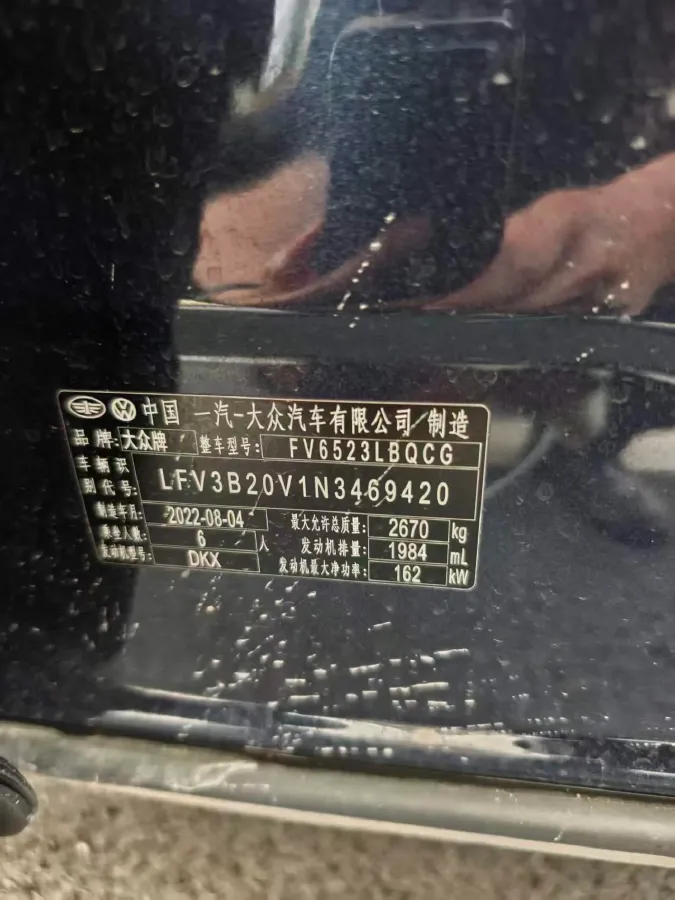 中国 一汽-大众汽车有限公司 制造
品牌: 大众牌 整车型号: FV6523LBQCG
车辆识别代号: LFV3B20V1N3469420
制造年月: 2022-08-04 最大允许总质量: 2670 kg
乘坐人数: 6 人 发动机排量: 1984 mL
发动机型号: DKX 发动机最大净功率: 162 kW